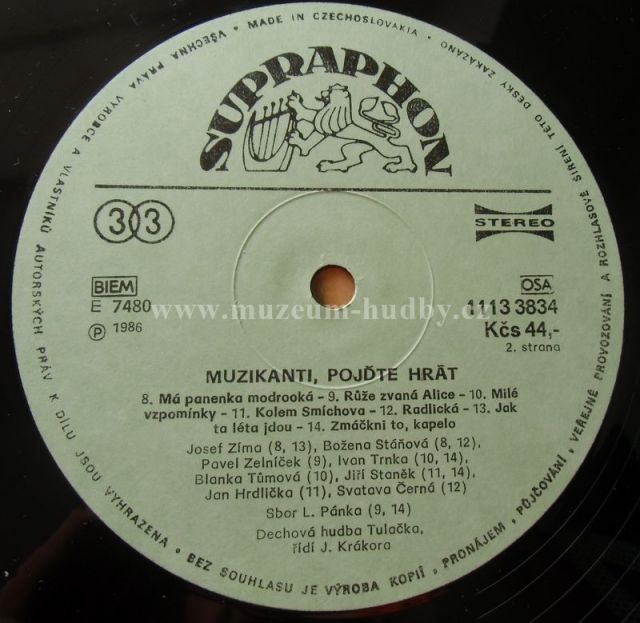 VŠECHNA PRÁVA VÝROBCE A VLASTNÍKŮ AUTORSKÝCH PRÁV K DÍLU JSOU VYHRAZENA • BEZ SOUHLASU JE VÝROBA KOPIÍ, PRONÁJEM, PŮJČOVÁNÍ, VEŘEJNÉ PROVOZOVÁNÍ A ROZHLASOVÉ ŠÍŘENÍ TÉTO DESKY ZAKÁZÁNO • MADE IN CZECHOSLOVAKIA •
SUPRAPHON
33
STEREO
BIEM
OSA
E 7480
1113 3834
www.muzeum-hudby.cz
Ⓟ 1986
Kčs 44,-
2. strana
MUZIKANTI, POJĎTE HRÁT
8. Má panenka modrooká - 9. Růže zvaná Alice - 10. Milé
vzpomínky - 11. Kolem Smíchova - 12. Radlická - 13. Jak
ta léta jdou - 14. Zmáčkni to, kapelo
Josef Zíma (8, 13), Božena Stáňová (8, 12),
Pavel Zelníček (9), Ivan Trnka (10, 14),
Blanka Tůmová (10), Jiří Staněk (11, 14),
Jan Hrdlička (11), Svatava Černá (12)
Sbor L. Pánka (9, 14)
Dechová hudba Tulačka,
řídí J. Krákora